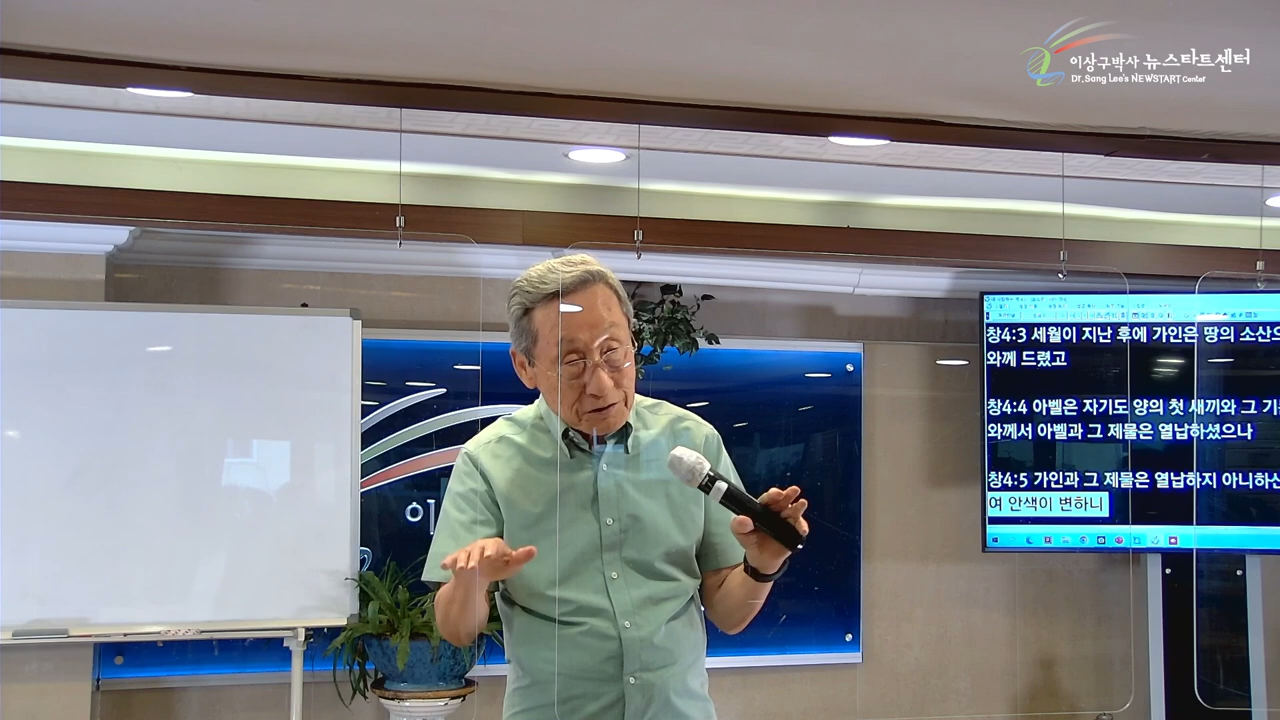 이상구박사 뉴스타트센터
Dr. Sang Lee's NEWSTART Center
창4:3 세월이 지난 후에 가인은 땅의 소산으
와께 드렸고
창4:4 아벨은 자기도 양의 첫 새끼와 그 기
와께서 아벨과 그 제물은 열납하셨으나
창4:5 가인과 그 제물은 열납하지 아니하신
여 안색이 변하니
이